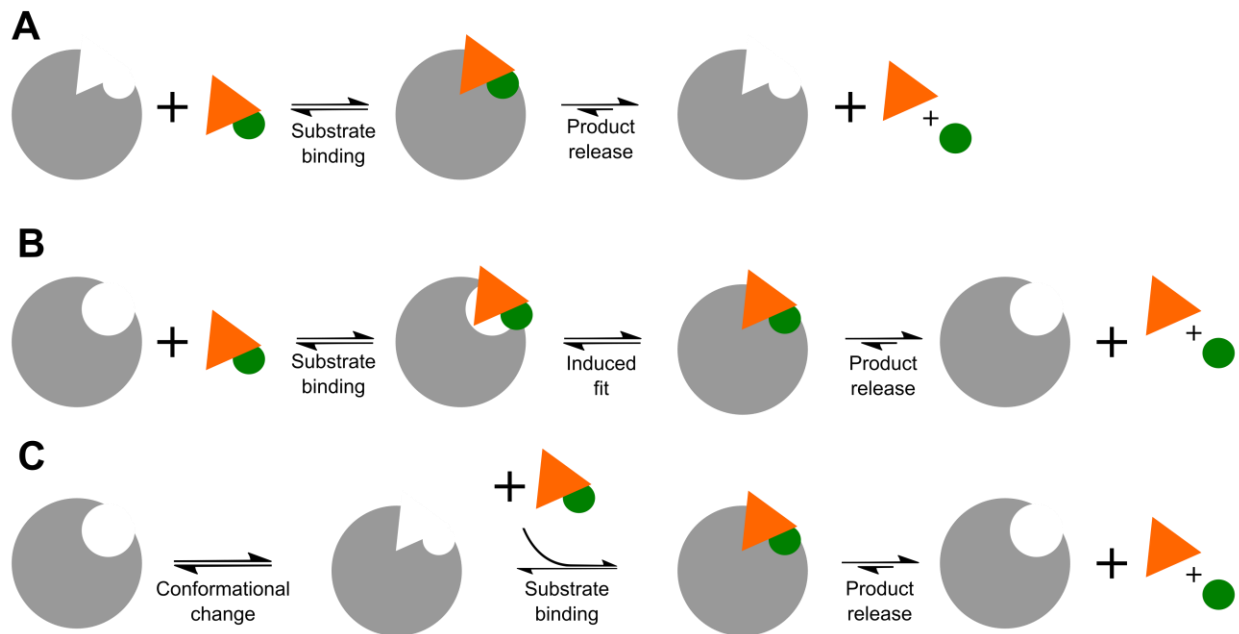 A
+
Substrate
binding
Product
release
+
+
B
+
Substrate
binding
Induced
fit
Product
release
+
+
C
+
Conformational
change
Substrate
binding
Product
release
+
+